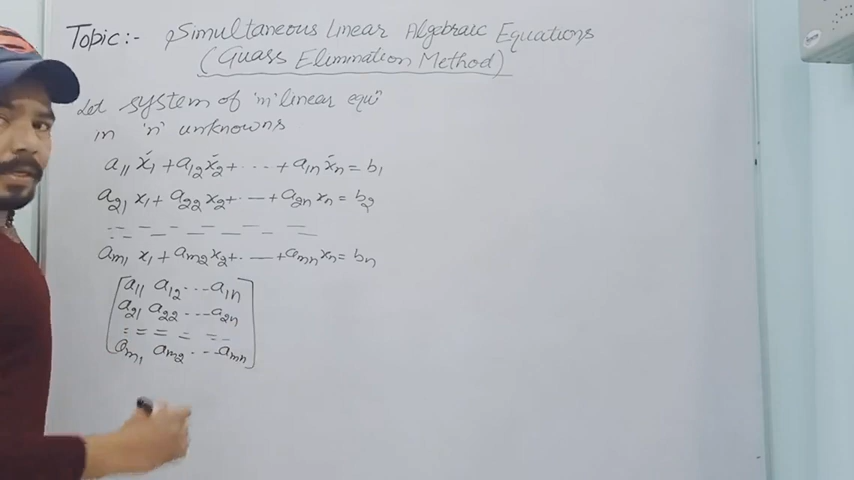 Topic:- Simultaneous Linear Algebraic Equations
(Guass Elimination Method)
Let system of 'm' linear equⁿ
in 'n' unknowns
a₁₁ x₁ + a₁₂ x₂ + ... + a₁n xn = b₁
a₂₁ x₁ + a₂₂ x₂ + ... + a₂n xn = b₂
am₁ x₁ + am₂ x₂ + ... + amn xn = bn
a₁₁ a₁₂ ... a₁n
a₂₁ a₂₂ ... a₂n
am₁ am₂ ... amn